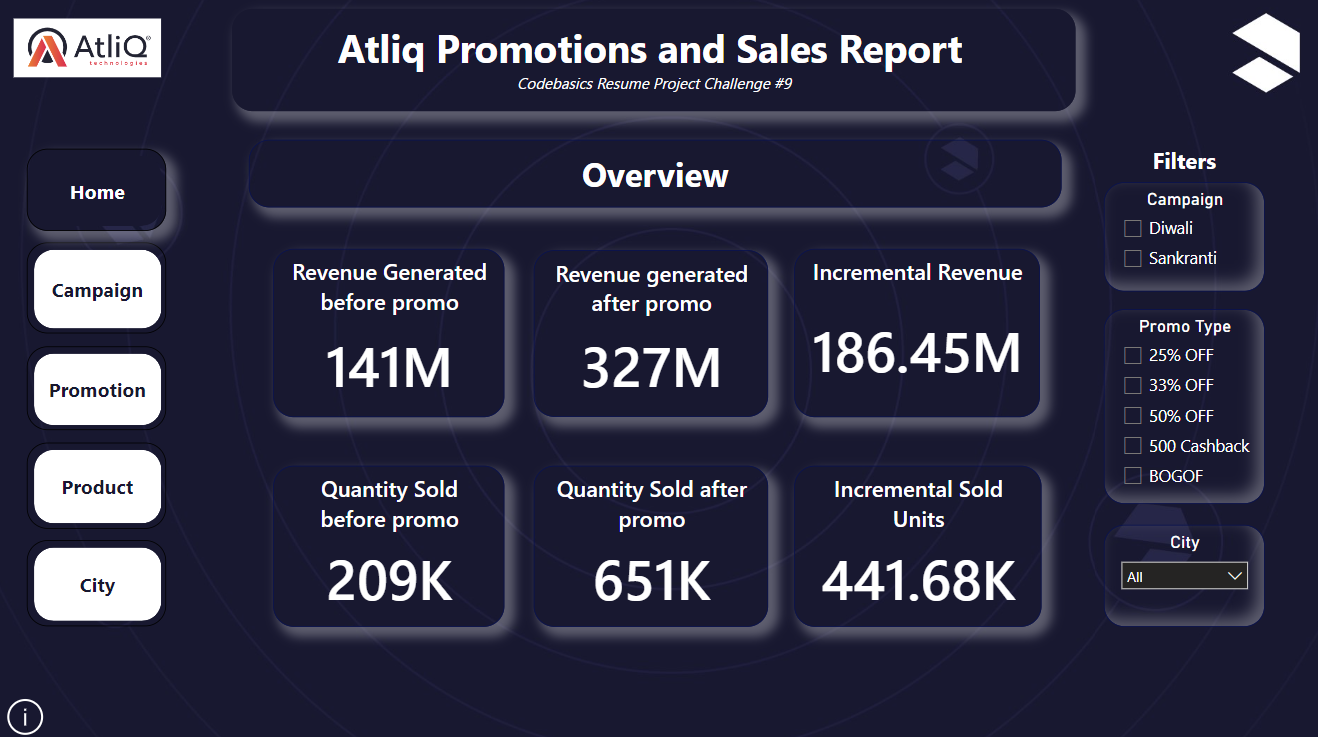 AtliQ®
technologies
Atliq Promotions and Sales Report
Codebasics Resume Project Challenge #9
Home
Campaign
Promotion
Product
City
Overview
Revenue Generated
before promo
141M
Revenue generated
after promo
327M
Incremental Revenue
186.45M
Quantity Sold
before promo
209K
Quantity Sold after
promo
651K
Incremental Sold
Units
441.68K
Filters
Campaign
Diwali
Sankranti
Promo Type
25% OFF
33% OFF
50% OFF
500 Cashback
BOGOF
City
All
i